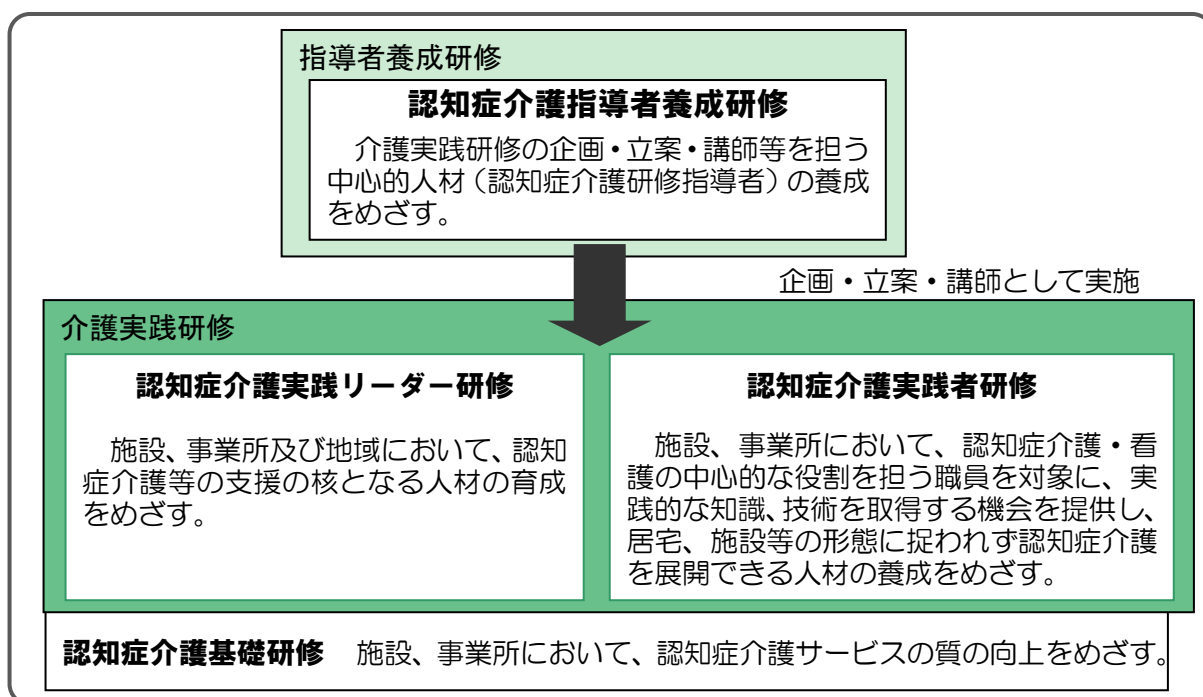 指導者養成研修
認知症介護指導者養成研修
介護実践研修の企画・立案・講師等を担う
中心的人材（認知症介護研修指導者）の養成
をめざす。
企画・立案・講師として実施
介護実践研修
認知症介護実践リーダー研修
施設、事業所及び地域において、認知
症介護等の支援の核となる人材の育成
をめざす。
認知症介護実践者研修
施設、事業所において、認知症介護・看
護の中心的な役割を担う職員を対象に、実
践的な知識、技術を取得する機会を提供し、
居宅、施設等の形態に捉われず認知症介護
を展開できる人材の養成をめざす。
認知症介護基礎研修　施設、事業所において、認知症介護サービスの質の向上をめざす。